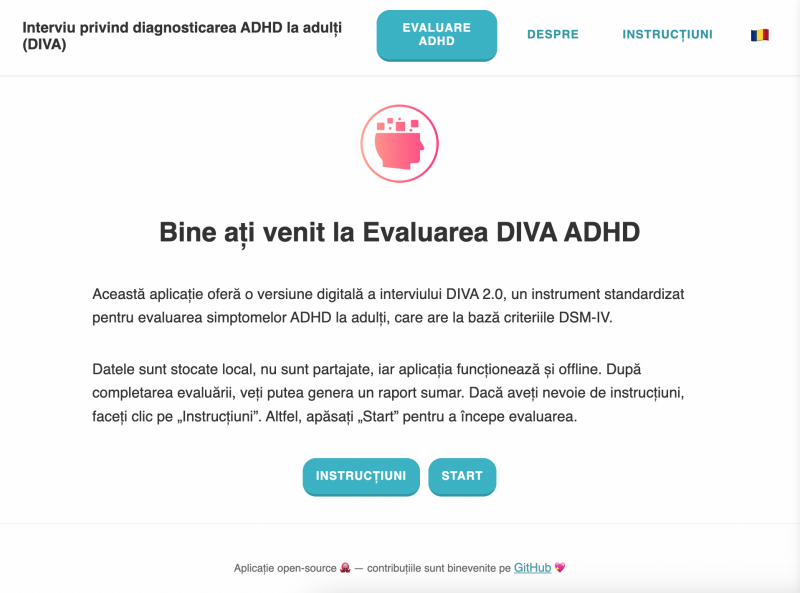 Interviu privind diagnosticarea ADHD la adulți
(DIVA)
EVALUARE
ADHD
DESPRE
INSTRUCȚIUNI
Bine ați venit la Evaluarea DIVA ADHD
Această aplicație oferă o versiune digitală a interviului DIVA 2.0, un instrument standardizat
pentru evaluarea simptomelor ADHD la adulți, care are la bază criteriile DSM-IV.
Datele sunt stocate local, nu sunt partajate, iar aplicația funcționează și offline. După
completarea evaluării, veți putea genera un raport sumar. Dacă aveți nevoie de instrucțiuni,
faceți clic pe „Instrucțiuni”. Altfel, apăsați „Start” pentru a începe evaluarea.
INSTRUCȚIUNI
START
Aplicație open-source 🐙 — contribuțiile sunt binevenite pe GitHub 💖